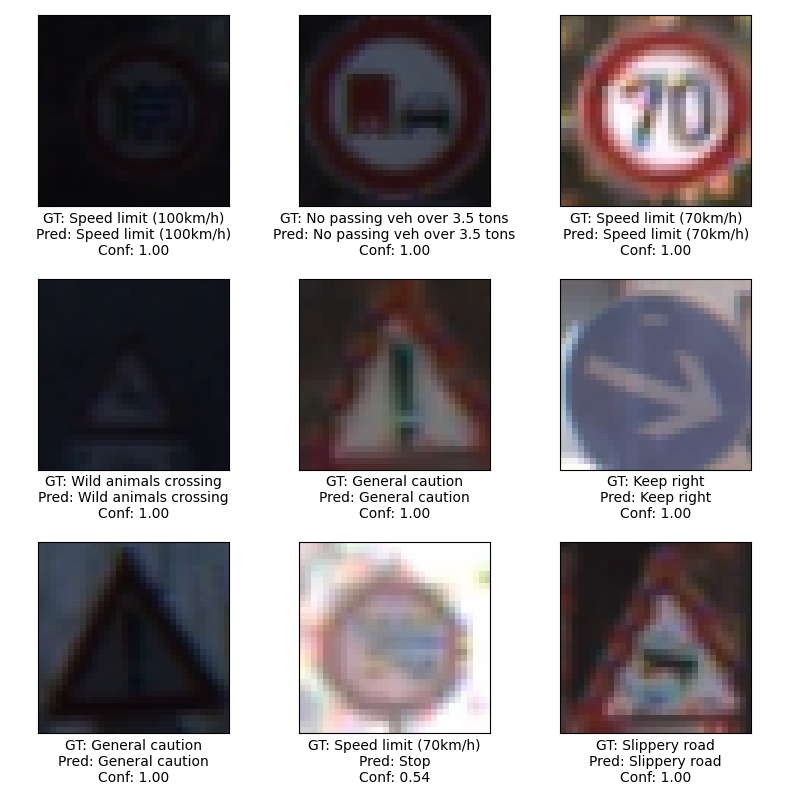 70
GT: Speed limit (100km/h)
Pred: Speed limit (100km/h)
Conf: 1.00
GT: No passing veh over 3.5 tons
Pred: No passing veh over 3.5 tons
Conf: 1.00
GT: Speed limit (70km/h)
Pred: Speed limit (70km/h)
Conf: 1.00
GT: Wild animals crossing
Pred: Wild animals crossing
Conf: 1.00
GT: General caution
Pred: General caution
Conf: 1.00
GT: Keep right
Pred: Keep right
Conf: 1.00
GT: General caution
Pred: General caution
Conf: 1.00
GT: Speed limit (70km/h)
Pred: Stop
Conf: 0.54
GT: Slippery road
Pred: Slippery road
Conf: 1.00